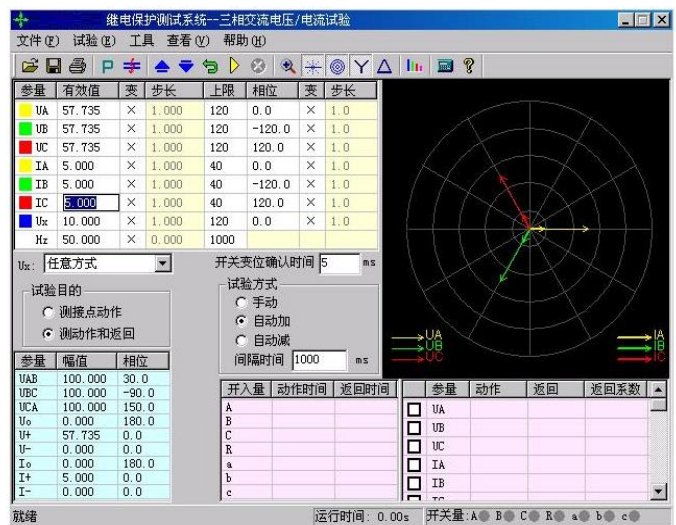 继电保护测试系统--三相交流电压/电流试验
文件(F) 试验(E) 工具 查看(V) 帮助(H)
参量 有效值 变 步长 上限 相位 变 步长
UA 57.735 × 1.000 120 0.0 × 1.0
UB 57.735 × 1.000 120 -120.0 × 1.0
UC 57.735 × 1.000 120 120.0 × 1.0
IA 5.000 × 1.000 40 0.0 × 1.0
IB 5.000 × 1.000 40 -120.0 × 1.0
IC 5.000 × 1.000 40 120.0 × 1.0
Ux 10.000 × 1.000 120 0.0 × 1.0
Hz 50.000 × 0.000 1000
Ux: 任意方式
开关变位确认时间 5 ms
试验目的
测接点动作
测动作和返回
试验方式
手动
自动加
自动减
间隔时间 1000 ms
UA
UB
UC
IA
IB
IC
参量 幅值 相位
UAB 100.000 30.0
UBC 100.000 -90.0
UCA 100.000 150.0
Uo 0.000 180.0
U+ 57.735 0.0
U- 0.000 0.0
Io 0.000 180.0
I+ 5.000 0.0
I- 0.000 0.0
开入量 动作时间 返回时间
A
B
C
R
a
b
c
参量 动作 返回 返回系数
UA
UB
UC
IA
IB
IC
就绪
运行时间: 0.00s
开关量:A B C R a b c